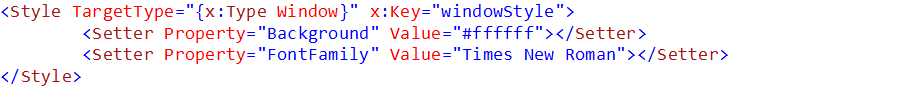 <Style TargetType="{x:Type Window}" x:Key="windowStyle">
<Setter Property="Background" Value="#ffffff"></Setter>
<Setter Property="FontFamily" Value="Times New Roman"></Setter>
</Style>